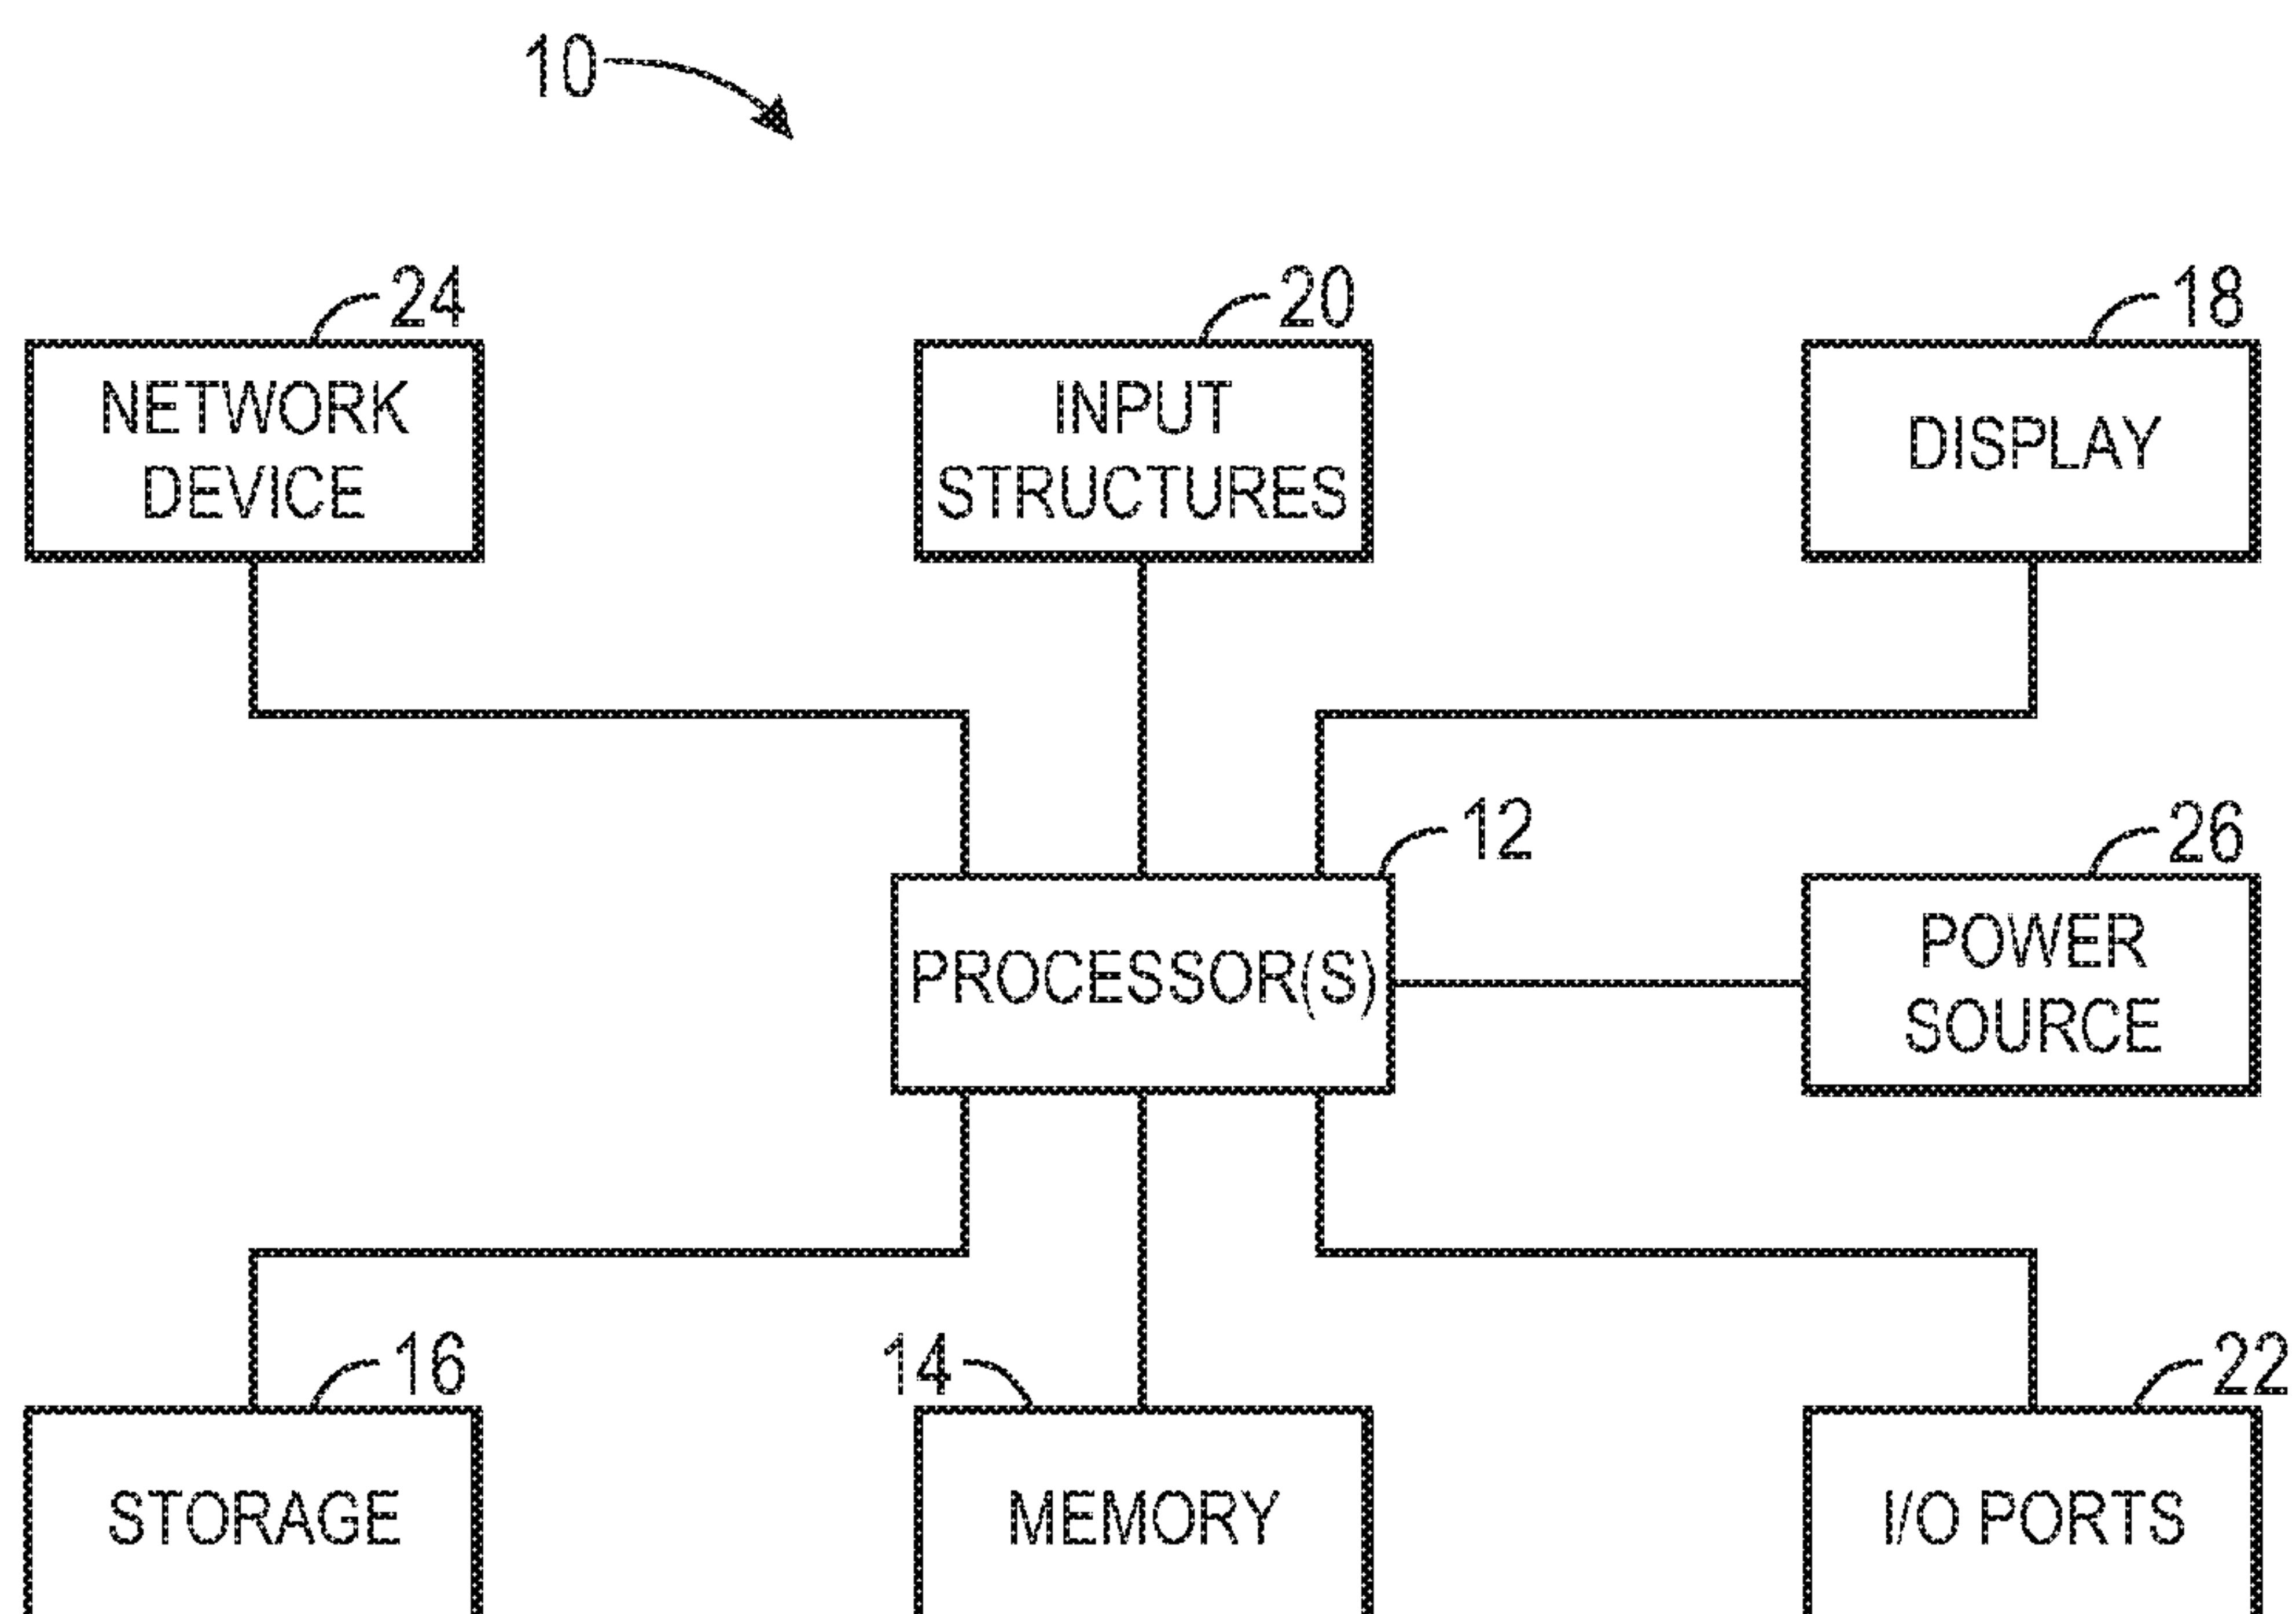 10
24
20
18
NETWORK
DEVICE
INPUT
STRUCTURES
DISPLAY
12
26
PROCESSOR(S)
POWER
SOURCE
16
14
22
STORAGE
MEMORY
I/O PORTS